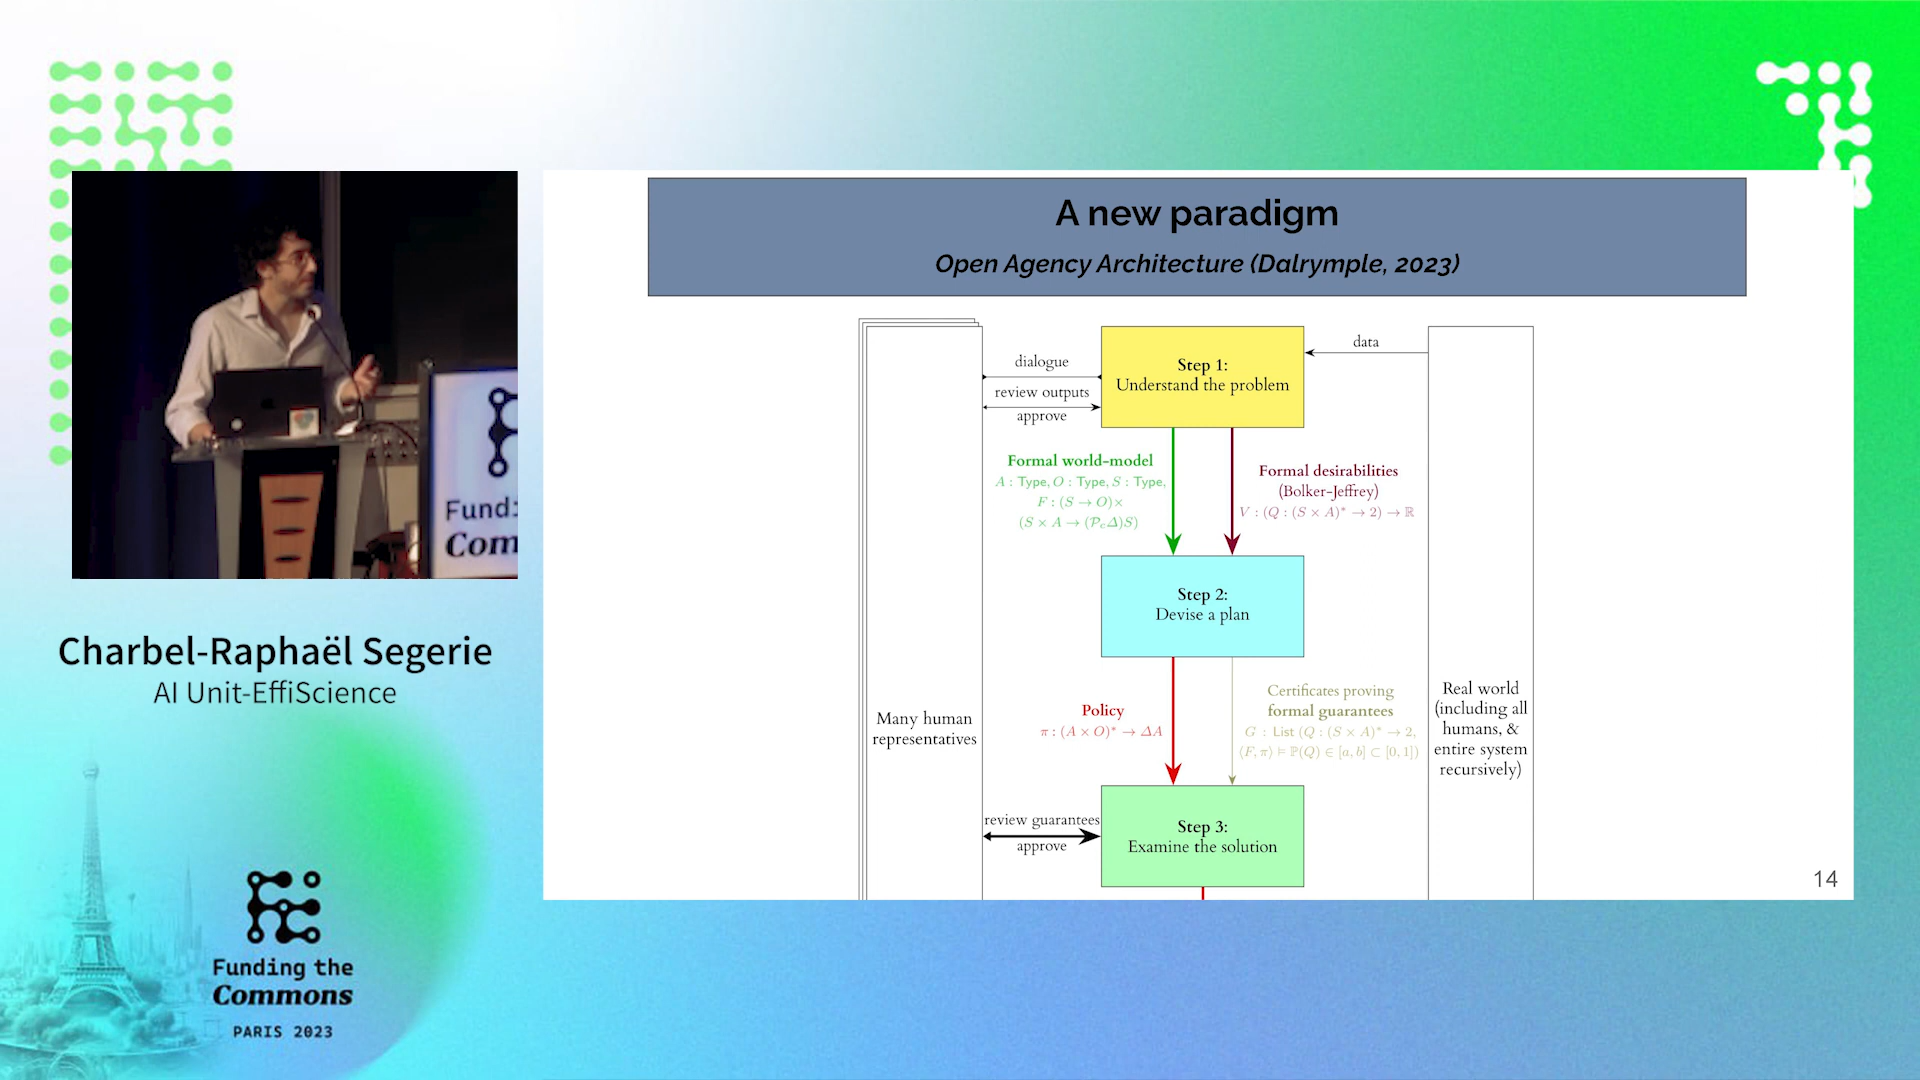 A new paradigm
Open Agency Architecture (Dalrymple, 2023)
data
dialogue
review outputs
approve
Step 1:
Understand the problem
Formal world-model
A : Type, O : Type, S : Type,
F : (S → O)×
(S × A → (𝒫cΔ)S)
Formal desirabilities
(Bolker-Jeffrey)
V : (Q : (S × A)* → 2) → ℝ
Step 2:
Devise a plan
Policy
π : (A × O)* → ΔA
Certificates proving
formal guarantees
G : List (Q : (S × A)* → 2,
⟨F, π⟩ ⊨ ℙ(Q) ∈ [a, b] ⊂ [0, 1])
Many human
representatives
Real world
(including all
humans, &
entire system
recursively)
review guarantees
approve
Step 3:
Examine the solution
14
Fund
Com
Charbel-Raphaël Segerie
AI Unit-EffiScience
Funding the
Commons
PARIS 2023